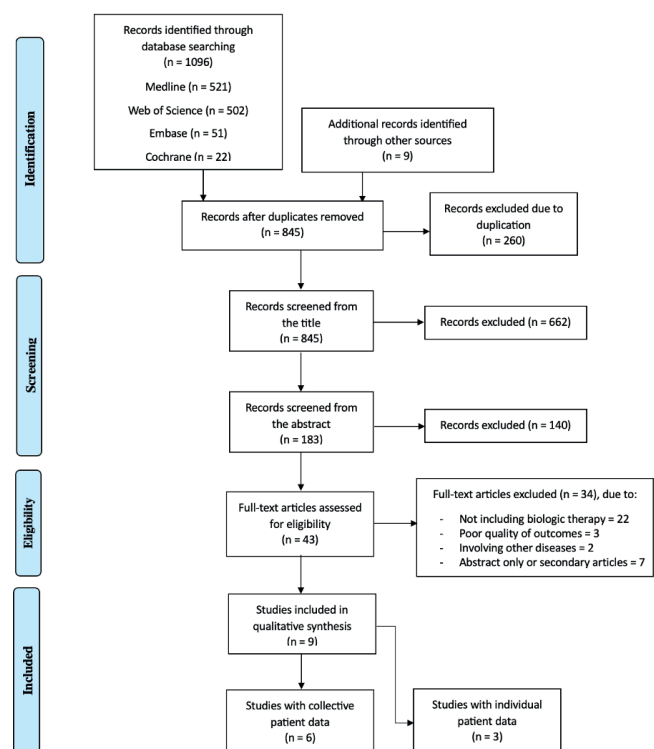 Identification
Records identified through
database searching
(n = 1096)
Medline (n = 521)
Web of Science (n = 502)
Embase (n = 51)
Cochrane (n = 22)
Additional records identified
through other sources
(n = 9)
Records after duplicates removed
(n = 845)
Records excluded due to
duplication
(n = 260)
Screening
Records screened from
the title
(n = 845)
Records excluded (n = 662)
Records screened from
the abstract
(n = 183)
Records excluded (n = 140)
Eligibility
Full-text articles assessed
for eligibility
(n = 43)
Full-text articles excluded (n = 34), due to:
- Not including biologic therapy = 22
- Poor quality of outcomes = 3
- Involving other diseases = 2
- Abstract only or secondary articles = 7
Included
Studies included in
qualitative synthesis
(n = 9)
Studies with collective
patient data
(n = 6)
Studies with individual
patient data
(n = 3)